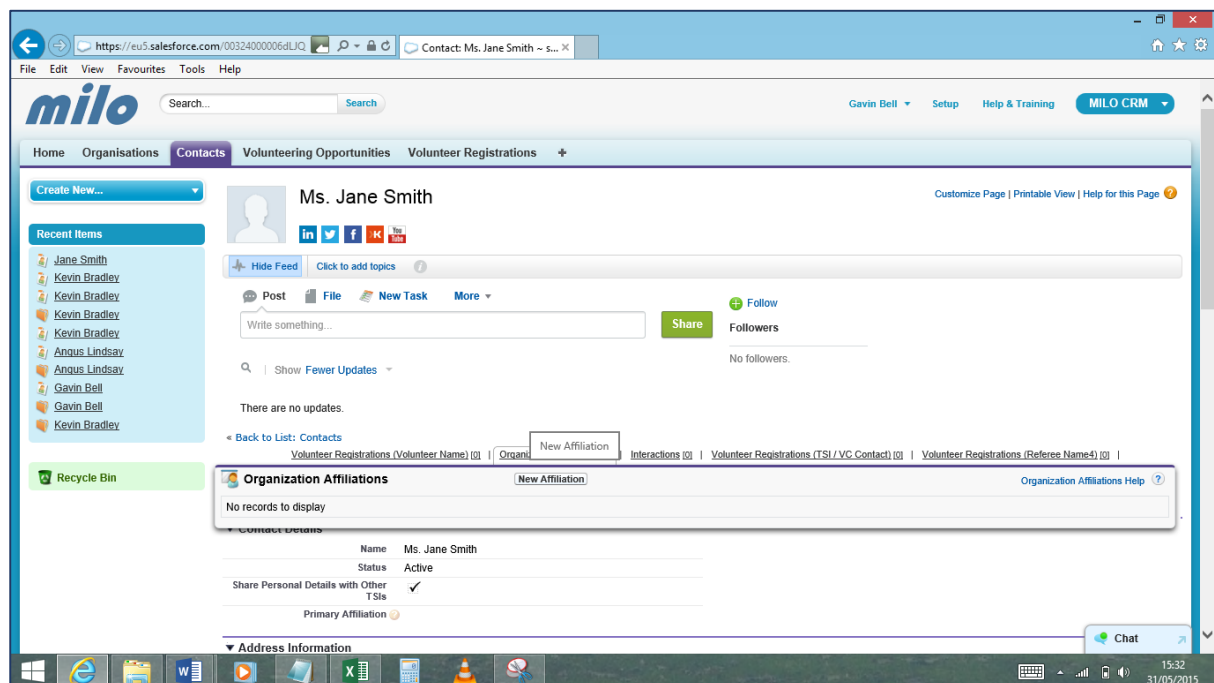 https://eu5.salesforce.com/00324000006dLJQ
Contact: Ms. Jane Smith ~ s... ×
File Edit View Favourites Tools Help
milo
Search...
Search
Gavin Bell
Setup
Help & Training
MILO CRM
Home Organisations Contacts Volunteering Opportunities Volunteer Registrations +
Create New...
Ms. Jane Smith
Customize Page | Printable View | Help for this Page
in f You Tube
Recent Items
Jane Smith
Kevin Bradley
Kevin Bradley
Kevin Bradley
Kevin Bradley
Angus Lindsay
Angus Lindsay
Gavin Bell
Gavin Bell
Kevin Bradley
Recycle Bin
Hide Feed Click to add topics i
Post File New Task More
Write something...
Share
Follow
Followers
No followers.
Show Fewer Updates
There are no updates.
« Back to List: Contacts
New Affiliation
Volunteer Registrations (Volunteer Name) [0] | Interactions [0] | Volunteer Registrations (TSI / VC Contact) [0] | Volunteer Registrations (Referee Name4) [0] |
Organization Affiliations
New Affiliation
Organization Affiliations Help ?
No records to display
Contact Details
Name Ms. Jane Smith
Status Active
Share Personal Details with Other TSIs ✓
Primary Affiliation
Address Information
Chat
15:32
31/05/2015